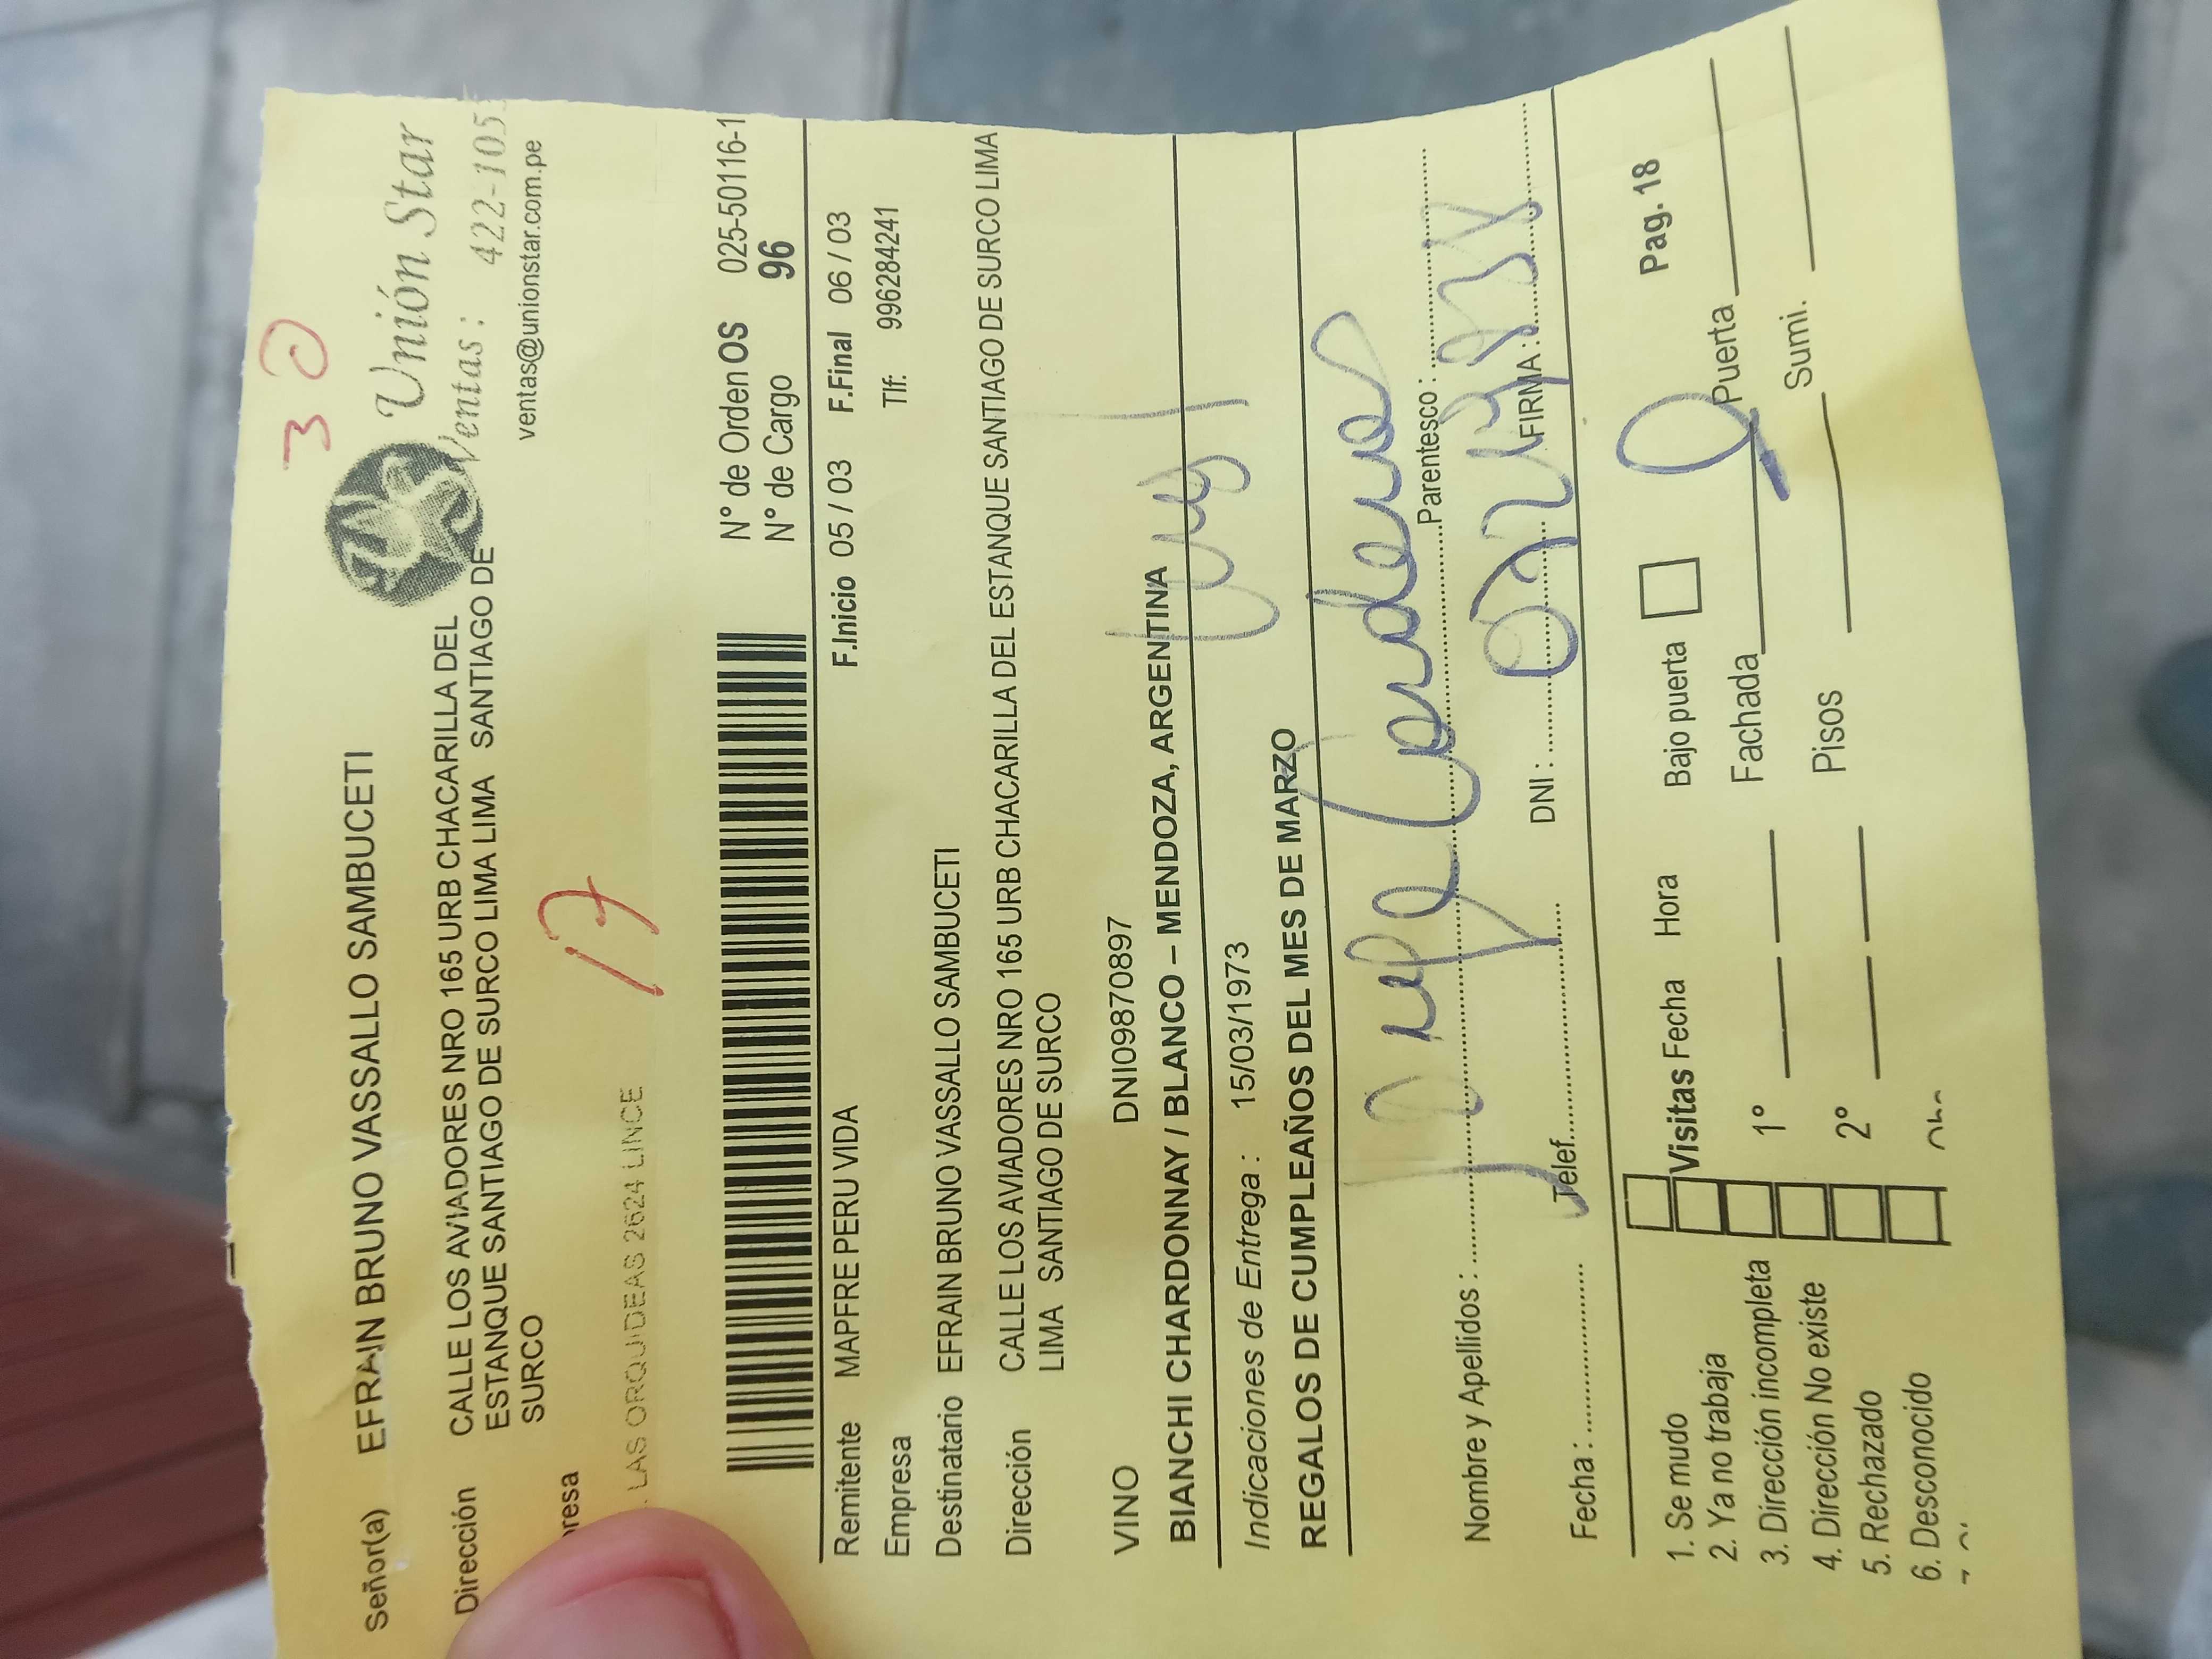 30
Señor(a) EFRAIN BRUNO VASSALLO SAMBUCETI
Unión Star
Ventas : 422-105
ventas@unionstar.com.pe
Dirección CALLE LOS AVIADORES NRO 165 URB CHACARILLA DEL
ESTANQUE SANTIAGO DE SURCO LIMA LIMA SANTIAGO DE
SURCO
resa
17
LAS ORQUIDEAS 2624 LINCE
N° de Orden OS 025-50116-1
N° de Cargo 96
F.Inicio 05 / 03 F.Final 06 / 03
Remitente MAPFRE PERU VIDA
Empresa Tlf: 996284241
Destinatario EFRAIN BRUNO VASSALLO SAMBUCETI
Dirección CALLE LOS AVIADORES NRO 165 URB CHACARILLA DEL ESTANQUE SANTIAGO DE SURCO LIMA
LIMA SANTIAGO DE SURCO
VINO DNI09870897
BIANCHI CHARDONNAY / BLANCO – MENDOZA, ARGENTINA
Indicaciones de Entrega : 15/03/1973
REGALOS DE CUMPLEAÑOS DEL MES DE MARZO
Cardenas
Nombre y Apellidos : Parentesco :
Fecha : Telef. DNI : FIRMA :
Pag. 18
1. Se mudo
2. Ya no trabaja
3. Dirección incompleta
4. Dirección No existe
5. Rechazado
6. Desconocido
Visitas Fecha Hora
1°
2°
Bajo puerta
Fachada Puerta
Pisos Sumi.